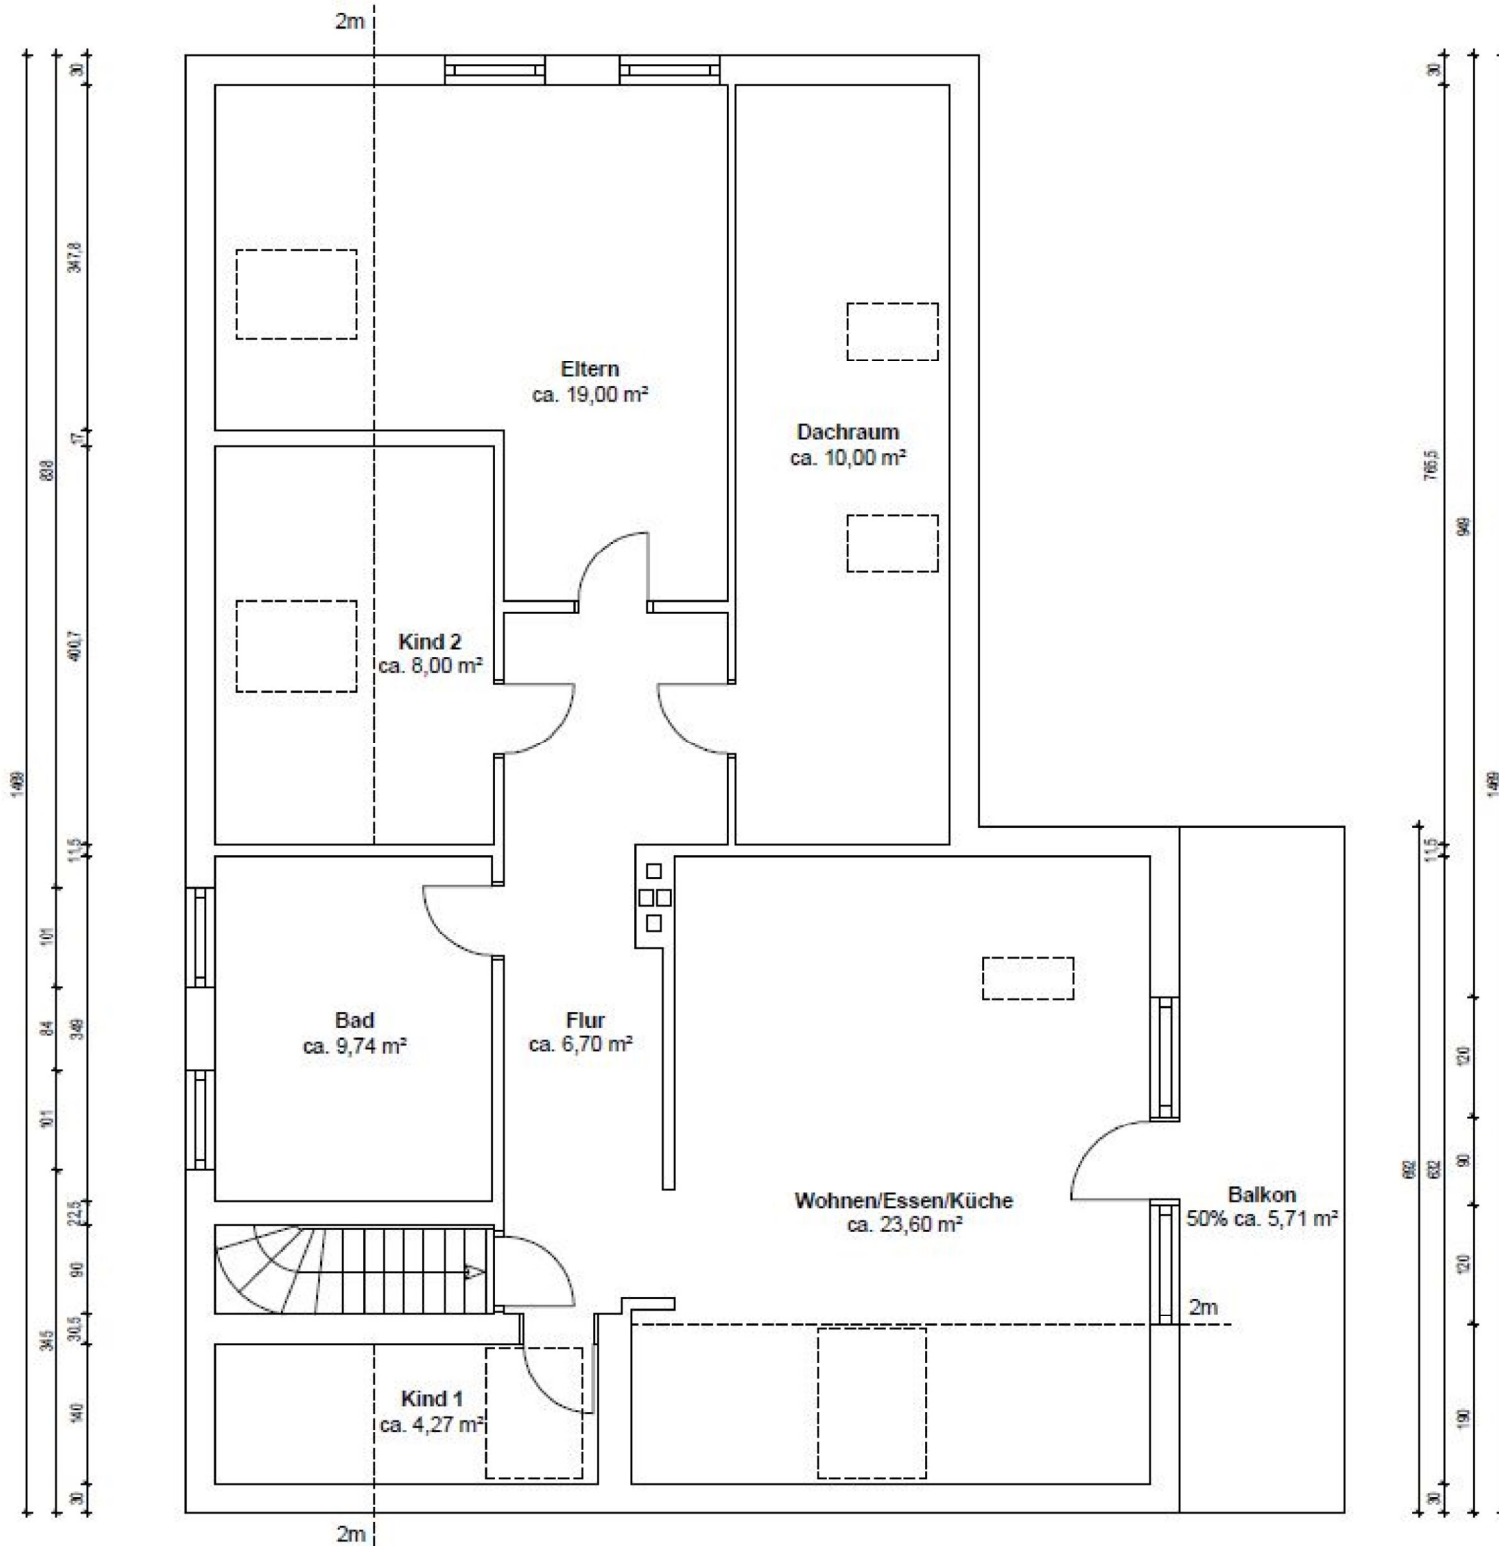 2m
30
347,8
17
838
400,7
1469
11,5
101
84
349
101
22,5
90
345
30,5
140
30
Eltern
ca. 19,00 m²
Dachraum
ca. 10,00 m²
Kind 2
ca. 8,00 m²
Bad
ca. 9,74 m²
Flur
ca. 6,70 m²
Wohnen/Essen/Küche
ca. 23,60 m²
Balkon
50% ca. 5,71 m²
2m
Kind 1
ca. 4,27 m²
2m
30
765,5
949
1469
11,5
120
692
632
90
120
190
30